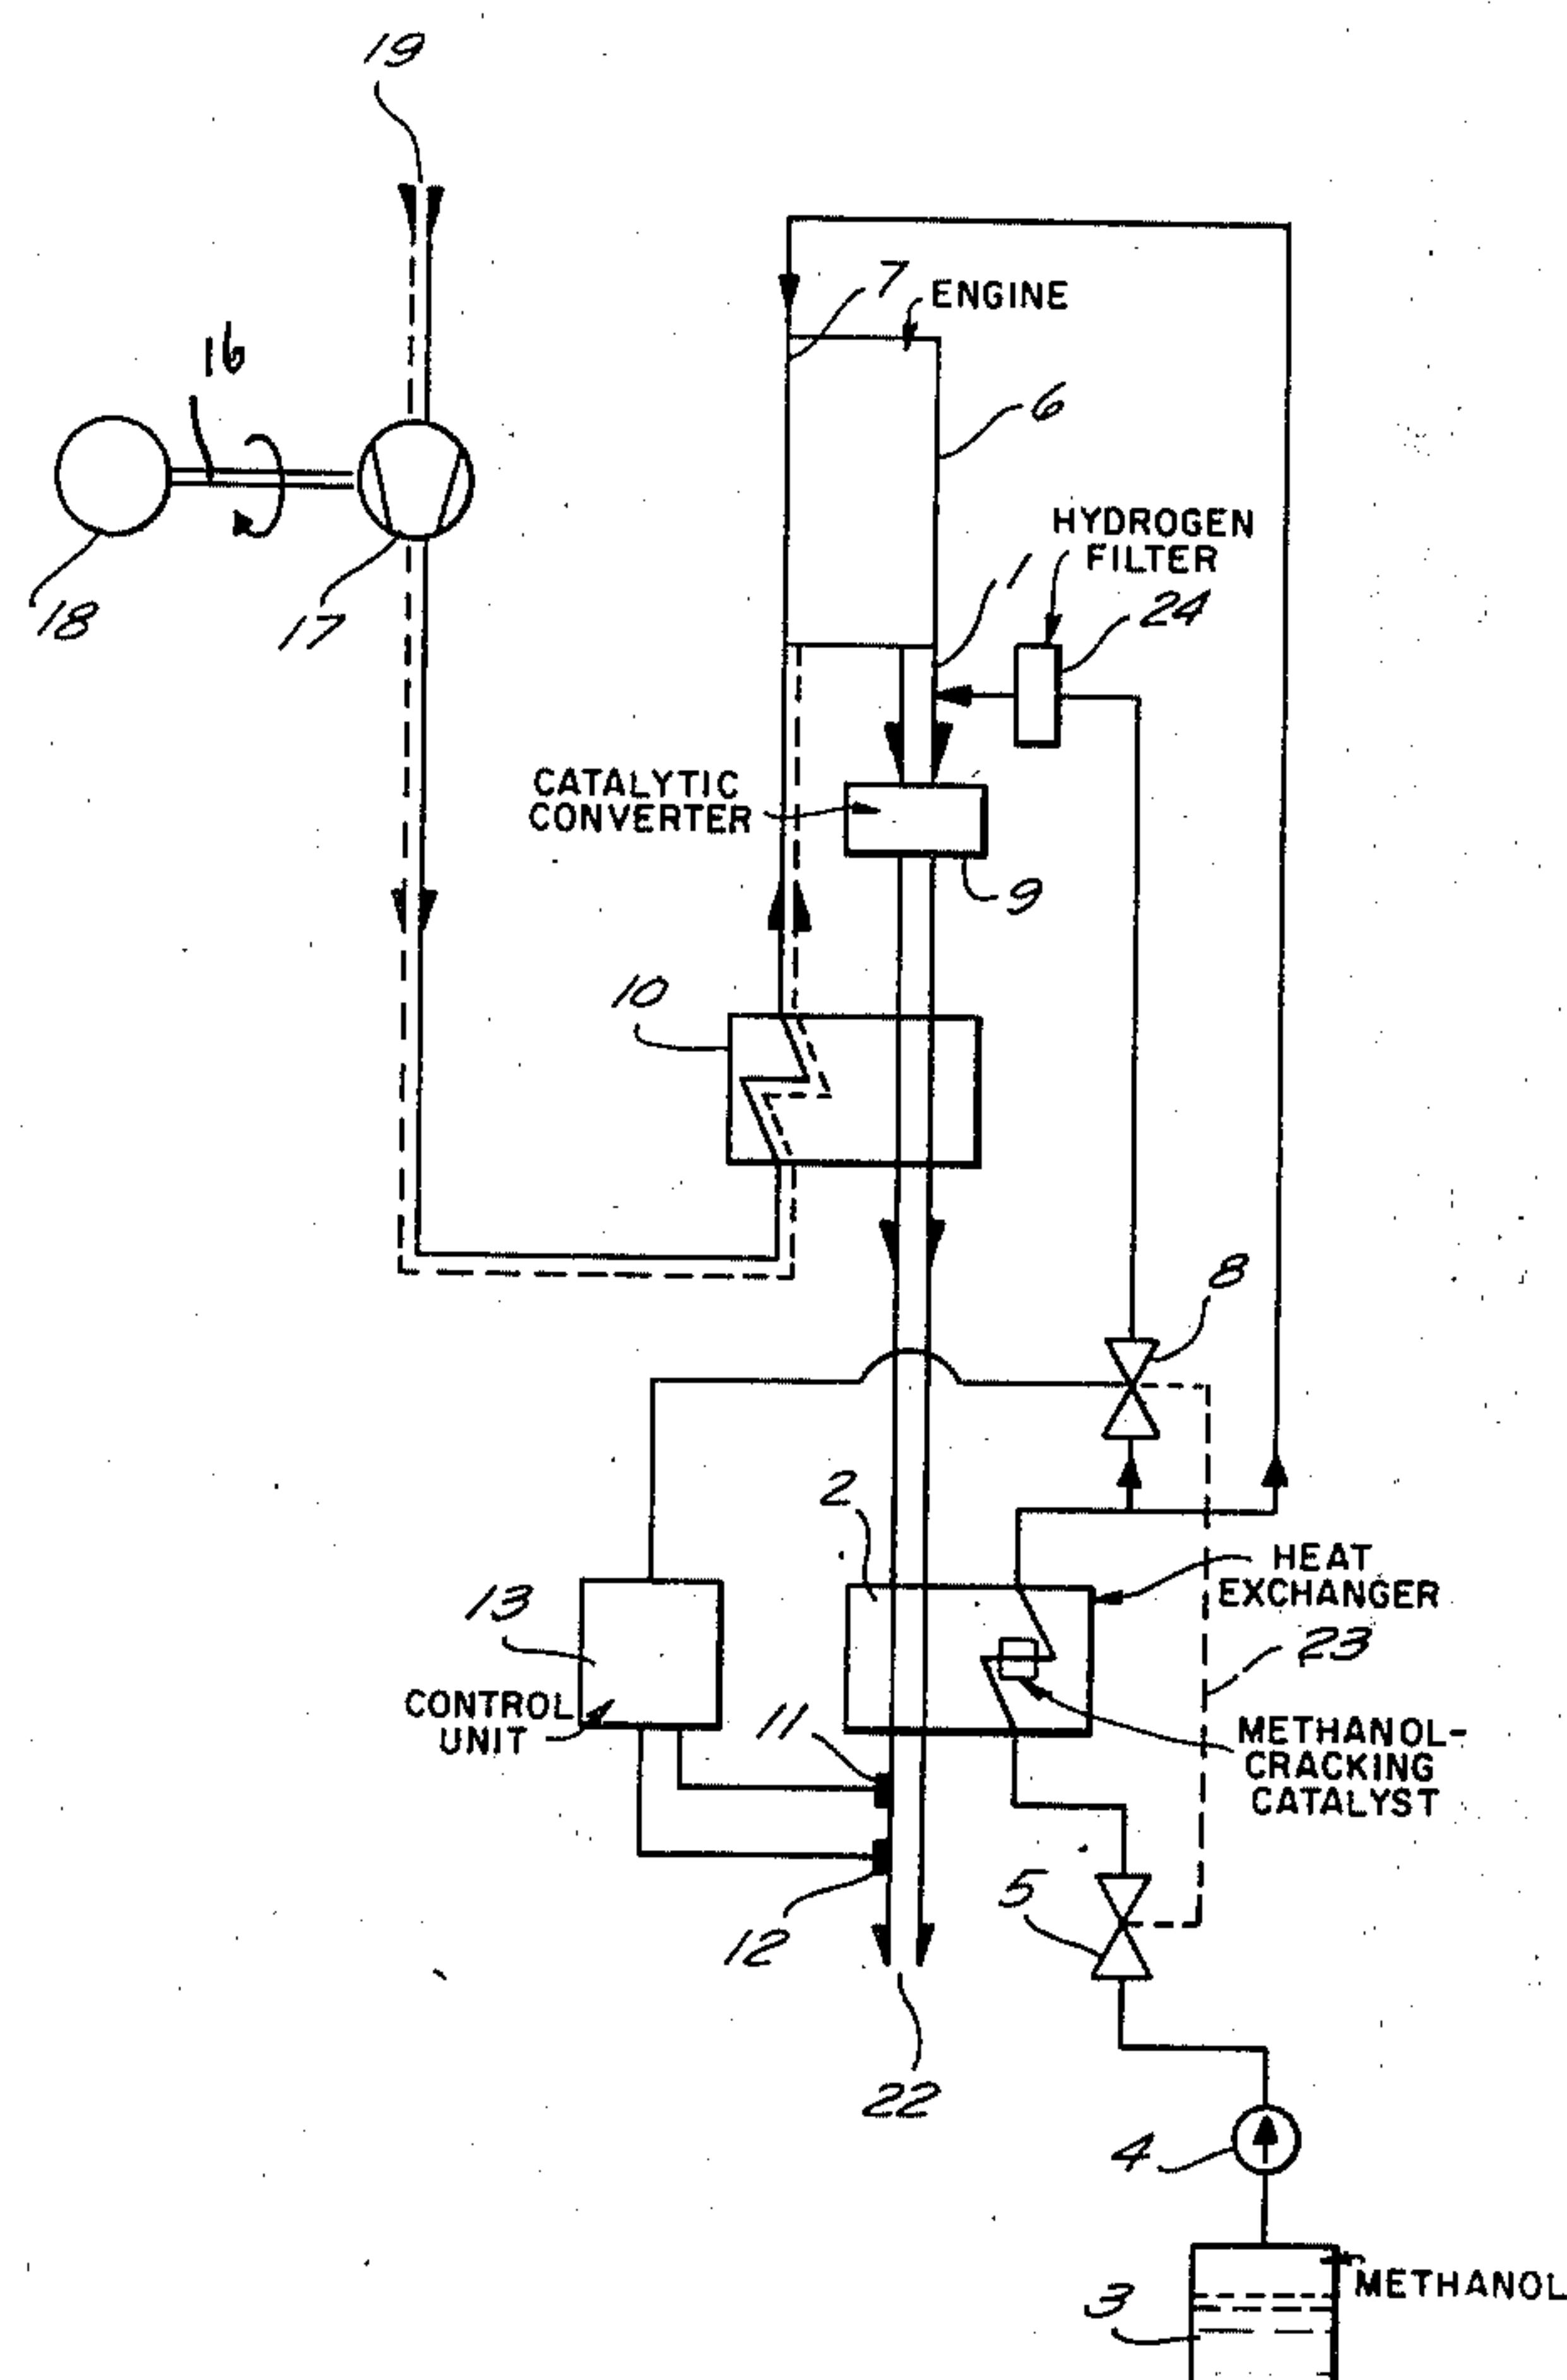 19
7 ENGINE
16
6
HYDROGEN
FILTER
1
24
18
17
CATALYTIC
CONVERTER
9
10
8
2
HEAT
EXCHANGER
13
23
CONTROL
UNIT
11
METHANOL-
CRACKING
CATALYST
5
12
22
4
METHANOL
3